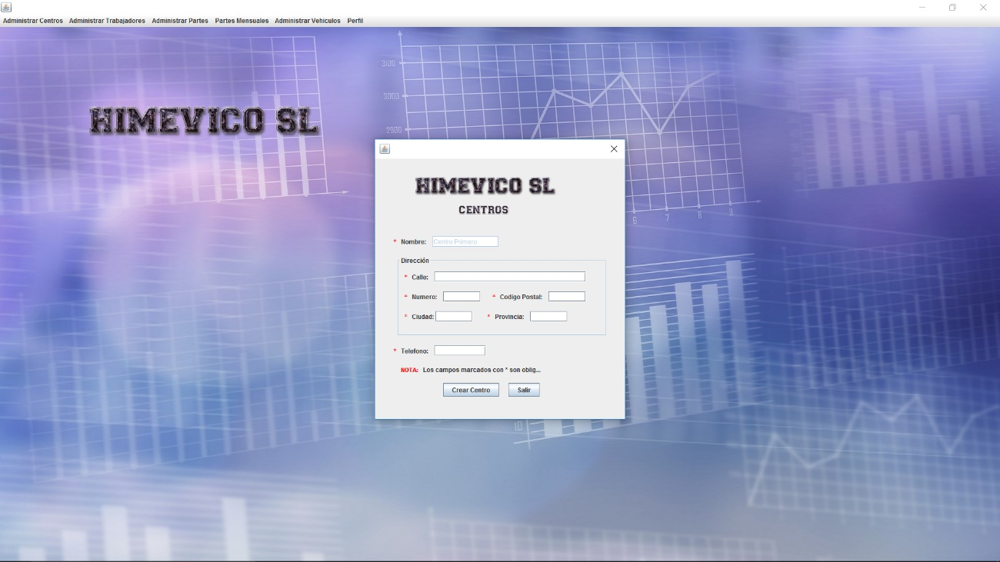 Administrar Centros Administrar Trabajadores Administrar Partes Partes Mensuales Administrar Vehiculos Perfil
HIMEVICO SL
3100
3000
2900
6 7 8 9
10
HIMEVICO SL
CENTROS
* Nombre: Centro Primero
Dirección
* Calle:
* Numero: * Codigo Postal:
* Ciudad: * Provincia:
* Telefono:
NOTA: Los campos marcados con * son oblig...
Crear Centro Salir